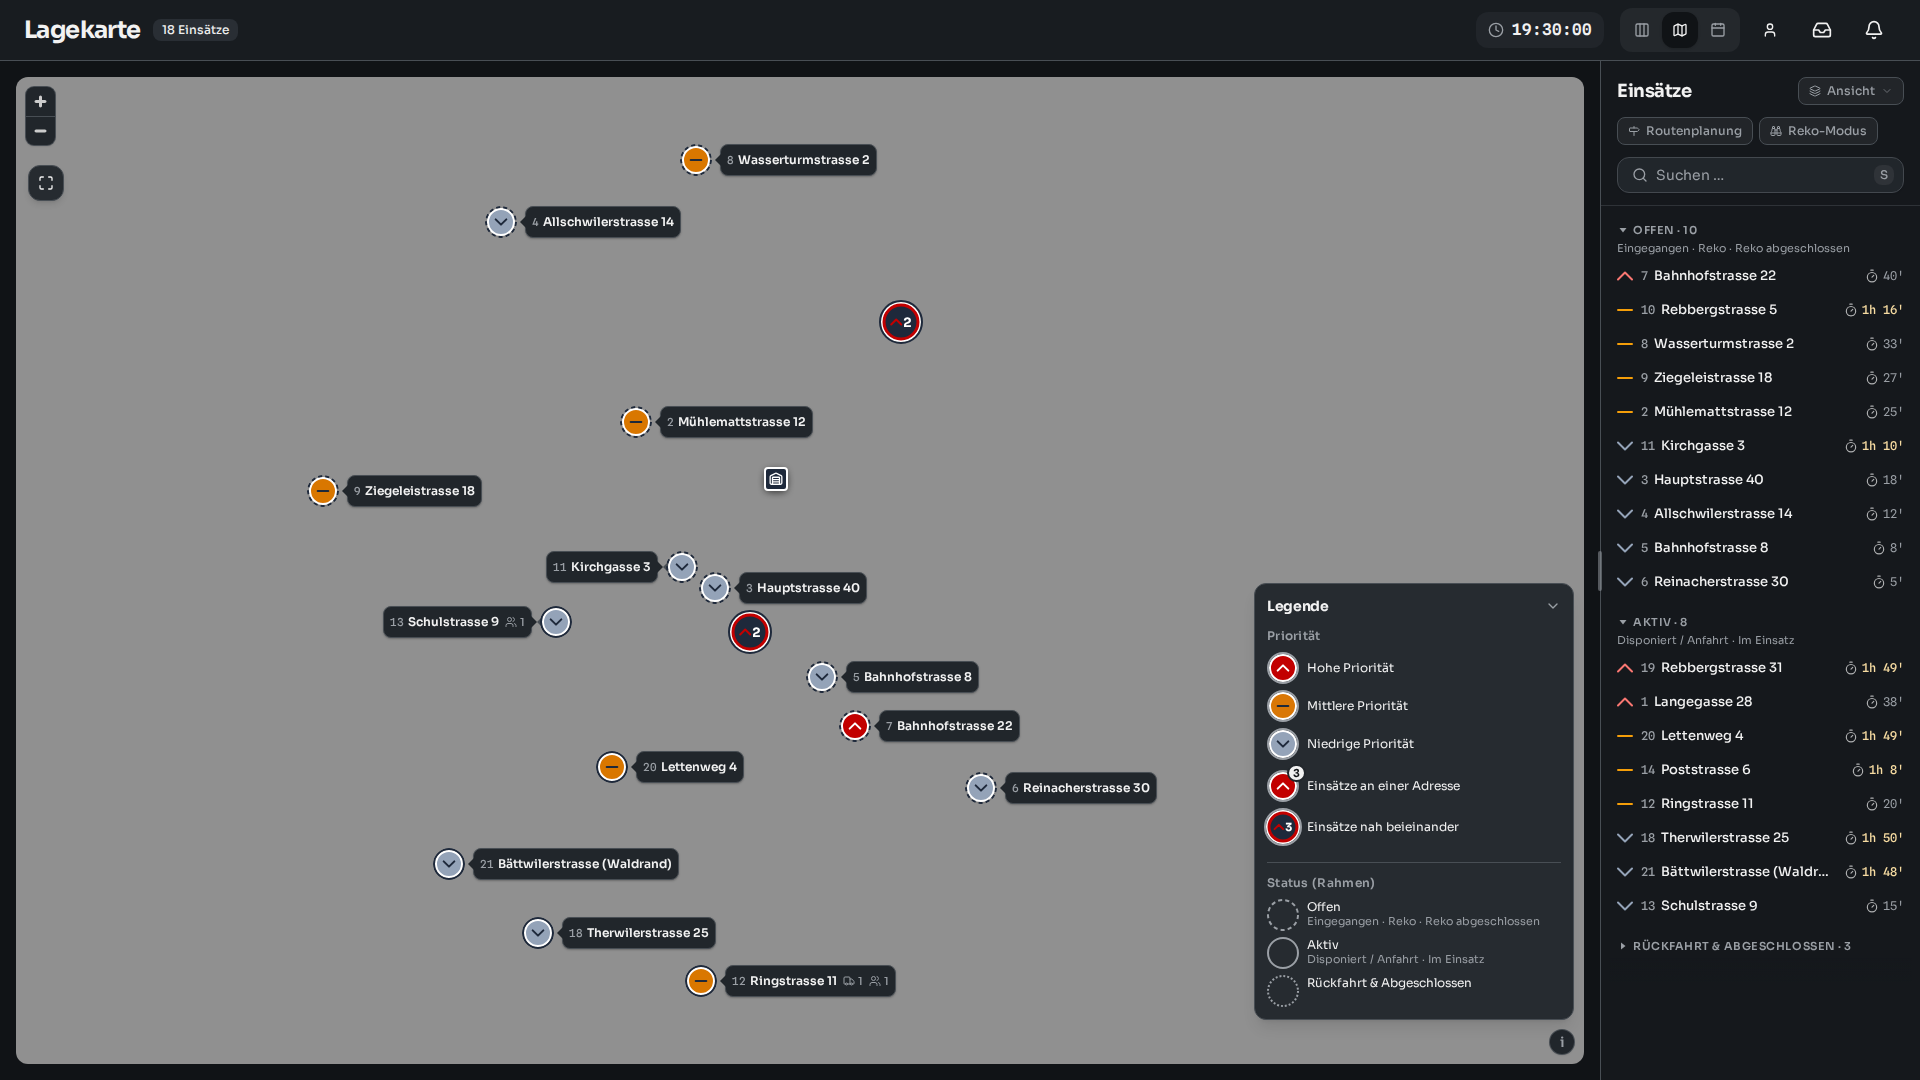 Lagekarte
18 Einsätze
19:30:00
8 Wasserturmstrasse 2
4 Allschwilerstrasse 14
2
2 Mühlemattstrasse 12
9 Ziegeleistrasse 18
11 Kirchgasse 3
3 Hauptstrasse 40
13 Schulstrasse 9 1
2
5 Bahnhofstrasse 8
7 Bahnhofstrasse 22
20 Lettenweg 4
6 Reinacherstrasse 30
21 Bättwilerstrasse (Waldrand)
18 Therwilerstrasse 25
12 Ringstrasse 11 1 1
Legende
Priorität
Hohe Priorität
Mittlere Priorität
Niedrige Priorität
3
Einsätze an einer Adresse
3
Einsätze nah beieinander
Status (Rahmen)
Offen
Eingegangen · Reko · Reko abgeschlossen
Aktiv
Disponiert / Anfahrt · Im Einsatz
Rückfahrt & Abgeschlossen
i
Einsätze
Ansicht
Routenplanung
Reko-Modus
Suchen ...
S
OFFEN · 10
Eingegangen · Reko · Reko abgeschlossen
7 Bahnhofstrasse 22 40'
10 Rebbergstrasse 5 1h 16'
8 Wasserturmstrasse 2 33'
9 Ziegeleistrasse 18 27'
2 Mühlemattstrasse 12 25'
11 Kirchgasse 3 1h 10'
3 Hauptstrasse 40 18'
4 Allschwilerstrasse 14 12'
5 Bahnhofstrasse 8 8'
6 Reinacherstrasse 30 5'
AKTIV · 8
Disponiert / Anfahrt · Im Einsatz
19 Rebbergstrasse 31 1h 49'
1 Langegasse 28 38'
20 Lettenweg 4 1h 49'
14 Poststrasse 6 1h 8'
12 Ringstrasse 11 20'
18 Therwilerstrasse 25 1h 50'
21 Bättwilerstrasse (Waldr... 1h 48'
13 Schulstrasse 9 15'
RÜCKFAHRT & ABGESCHLOSSEN · 3